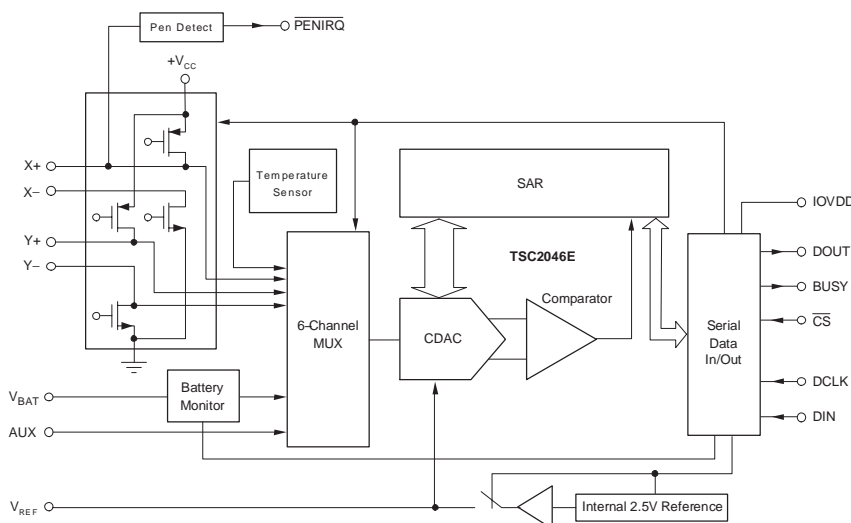 Pen Detect
PENIRQ
+VCC
X+
X–
Y+
Y–
Temperature
Sensor
SAR
IOVDD
TSC2046E
DOUT
BUSY
Comparator
CS
6-Channel
MUX
CDAC
Serial
Data
In/Out
VBAT
Battery
Monitor
DCLK
AUX
DIN
VREF
Internal 2.5V Reference